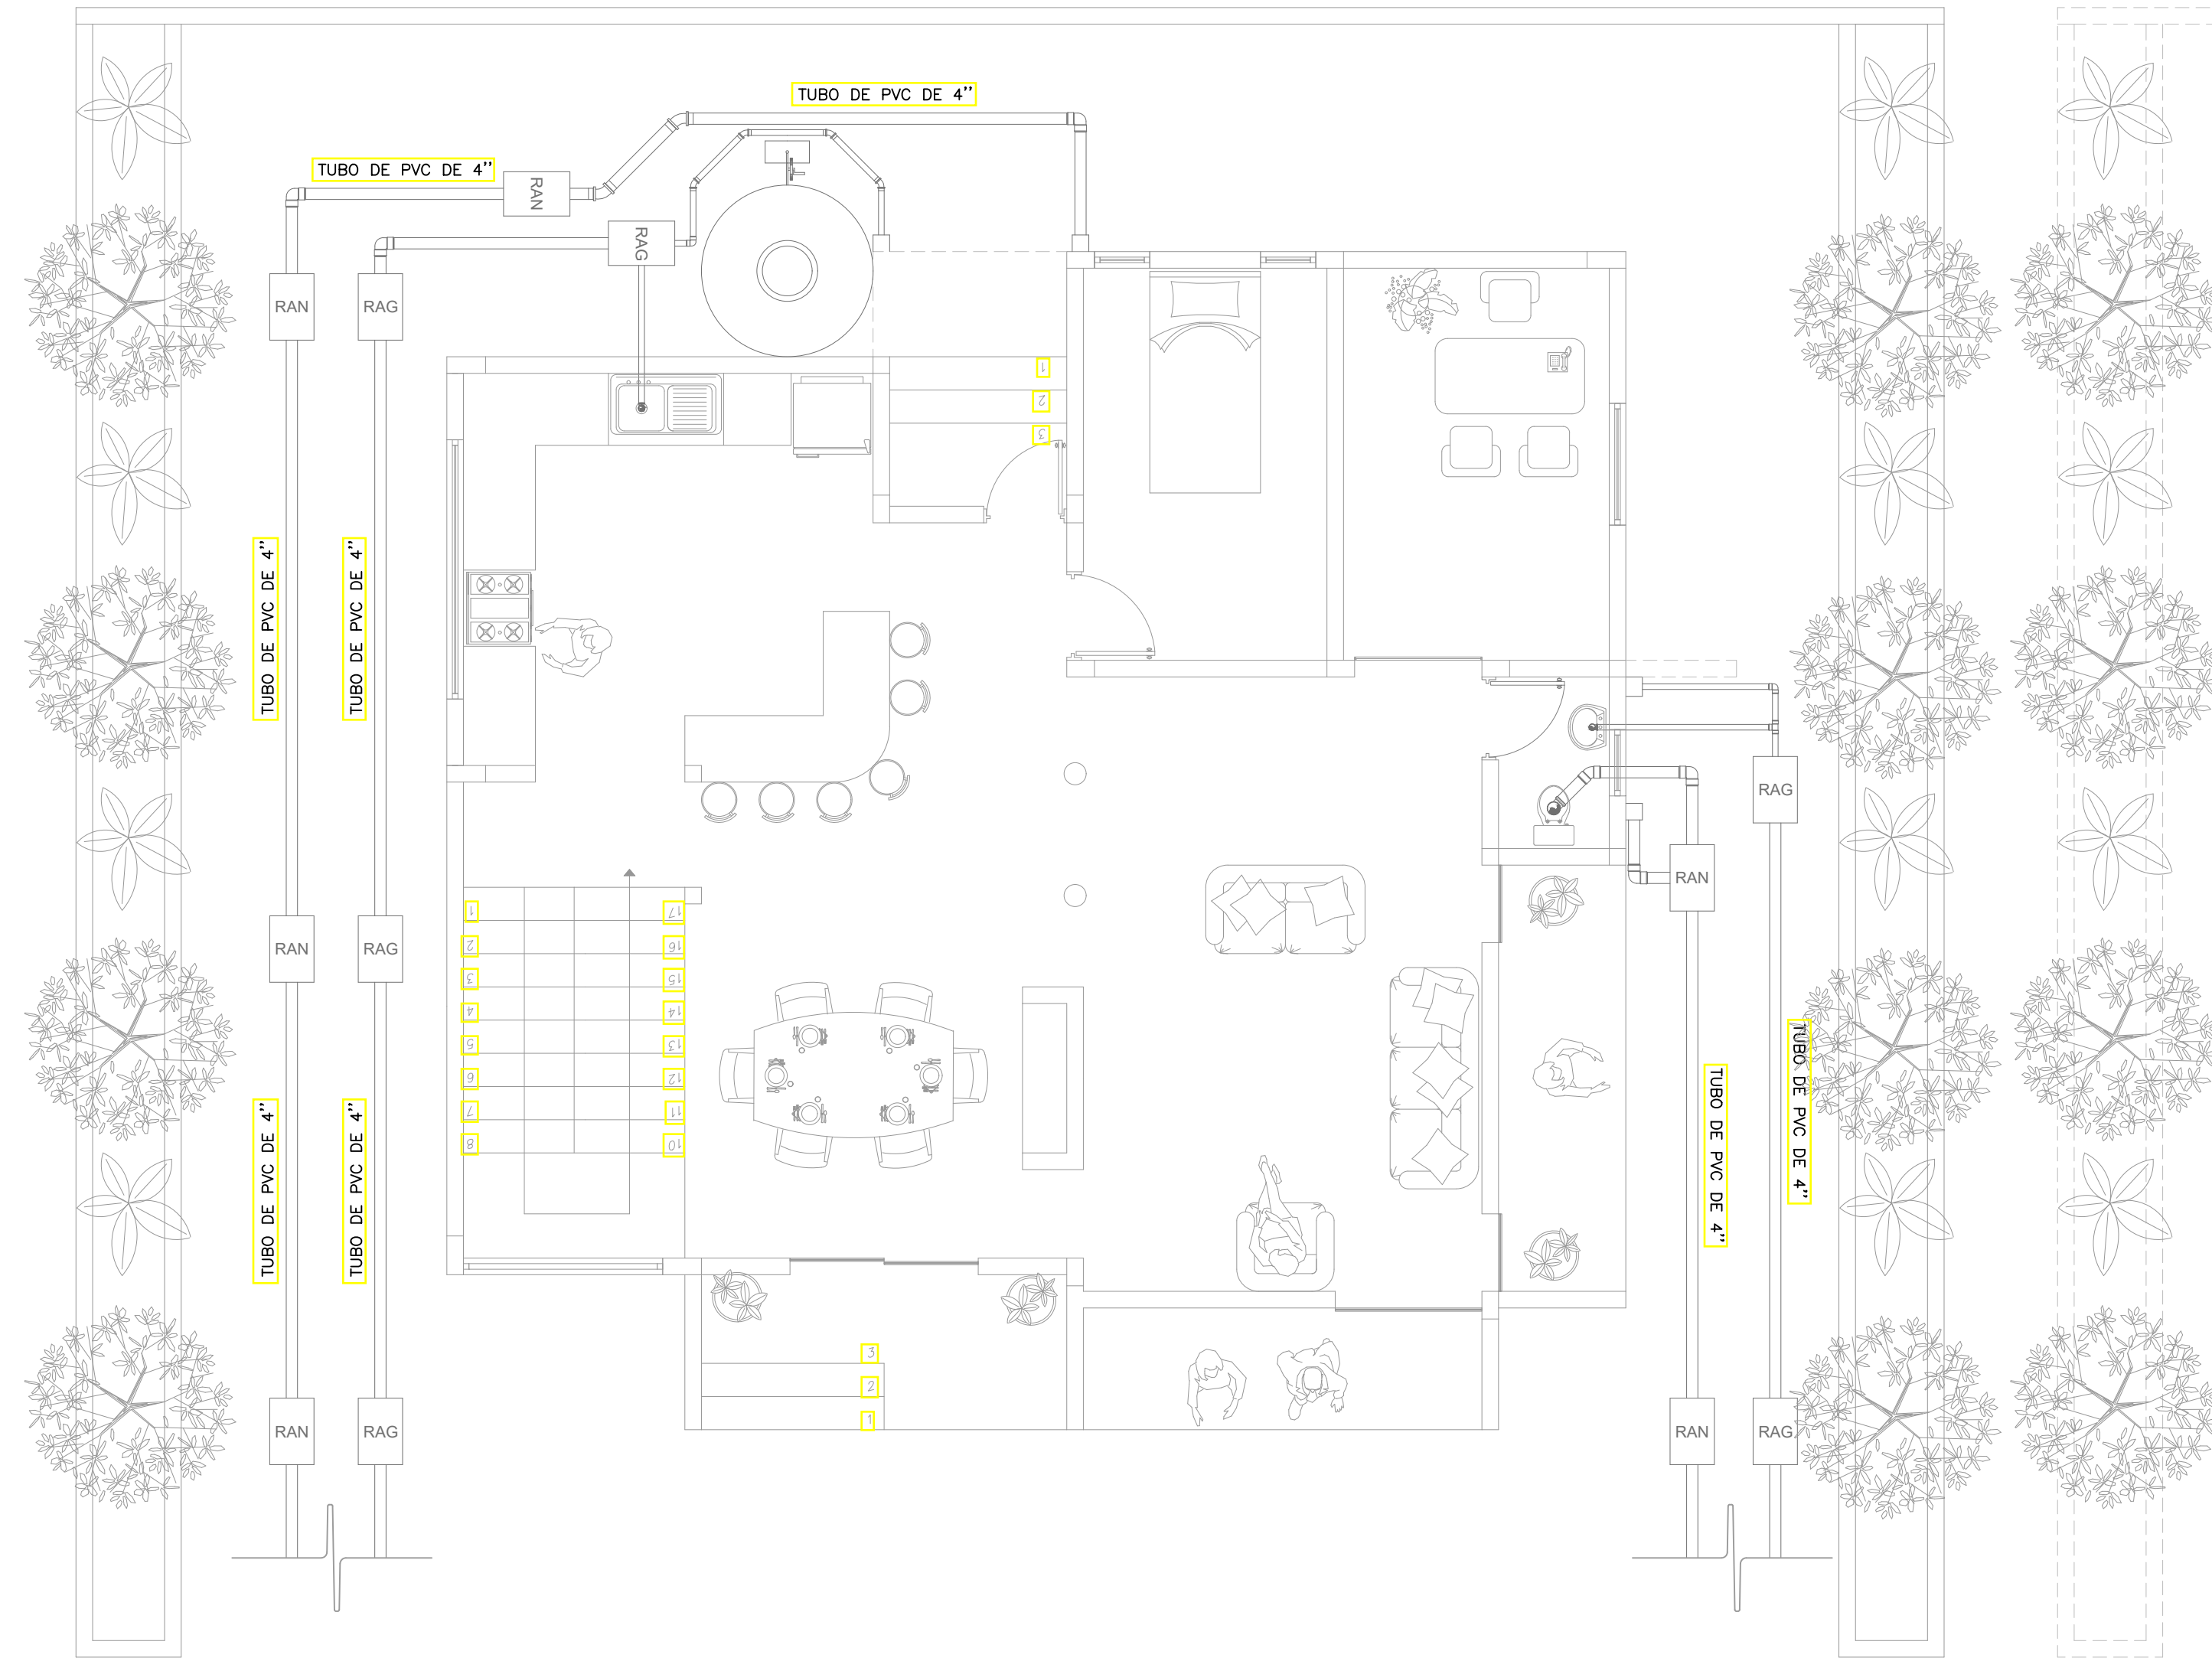 TUBO DE PVC DE 4''
TUBO DE PVC DE 4''
RAN
RAG
RAN
RAG
1
2
3
TUBO DE PVC DE 4''
TUBO DE PVC DE 4''
RAG
RAN
1
17
2
16
3
15
4
14
5
13
6
12
7
11
8
10
RAN
RAG
TUBO DE PVC DE 4''
TUBO DE PVC DE 4''
TUBO DE PVC DE 4''
TUBO DE PVC DE 4''
3
2
1
RAN
RAG
RAN
RAG